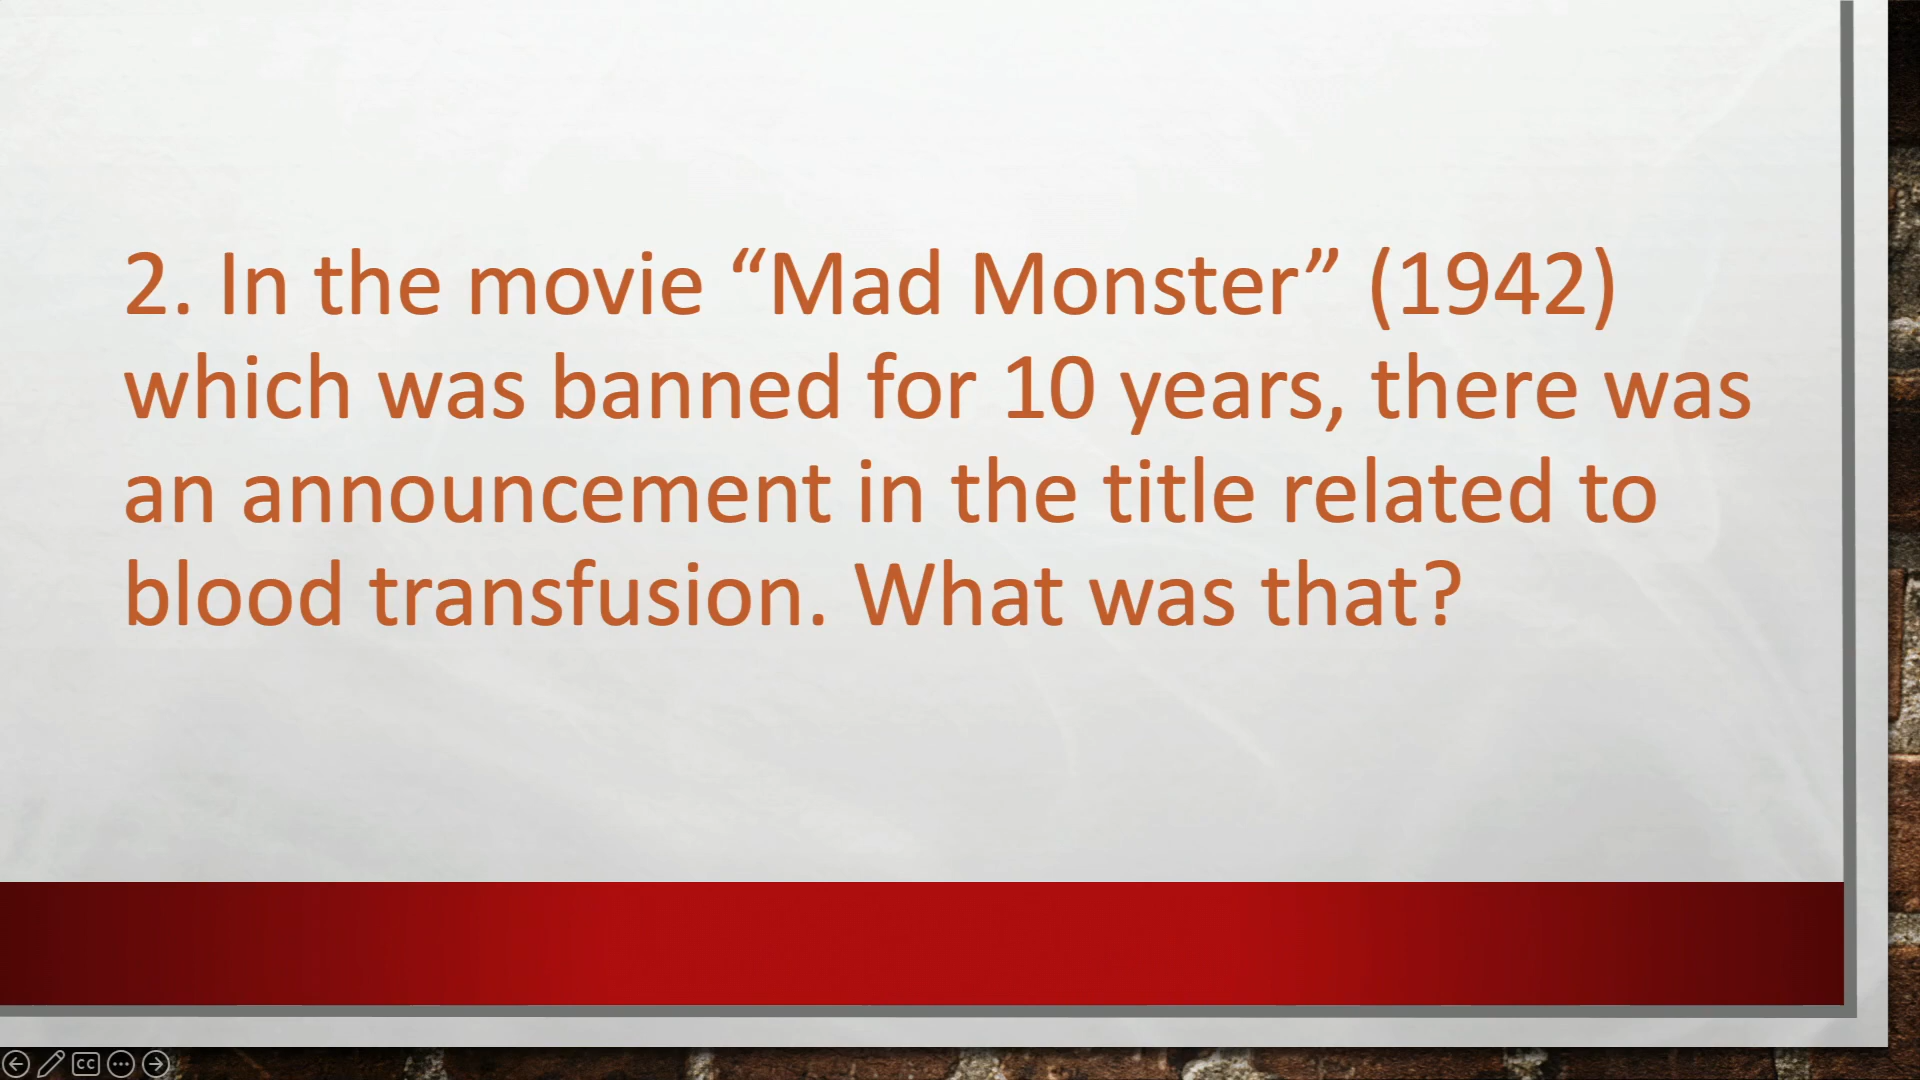 2. In the movie “Mad Monster” (1942)
which was banned for 10 years, there was
an announcement in the title related to
blood transfusion. What was that?
CC